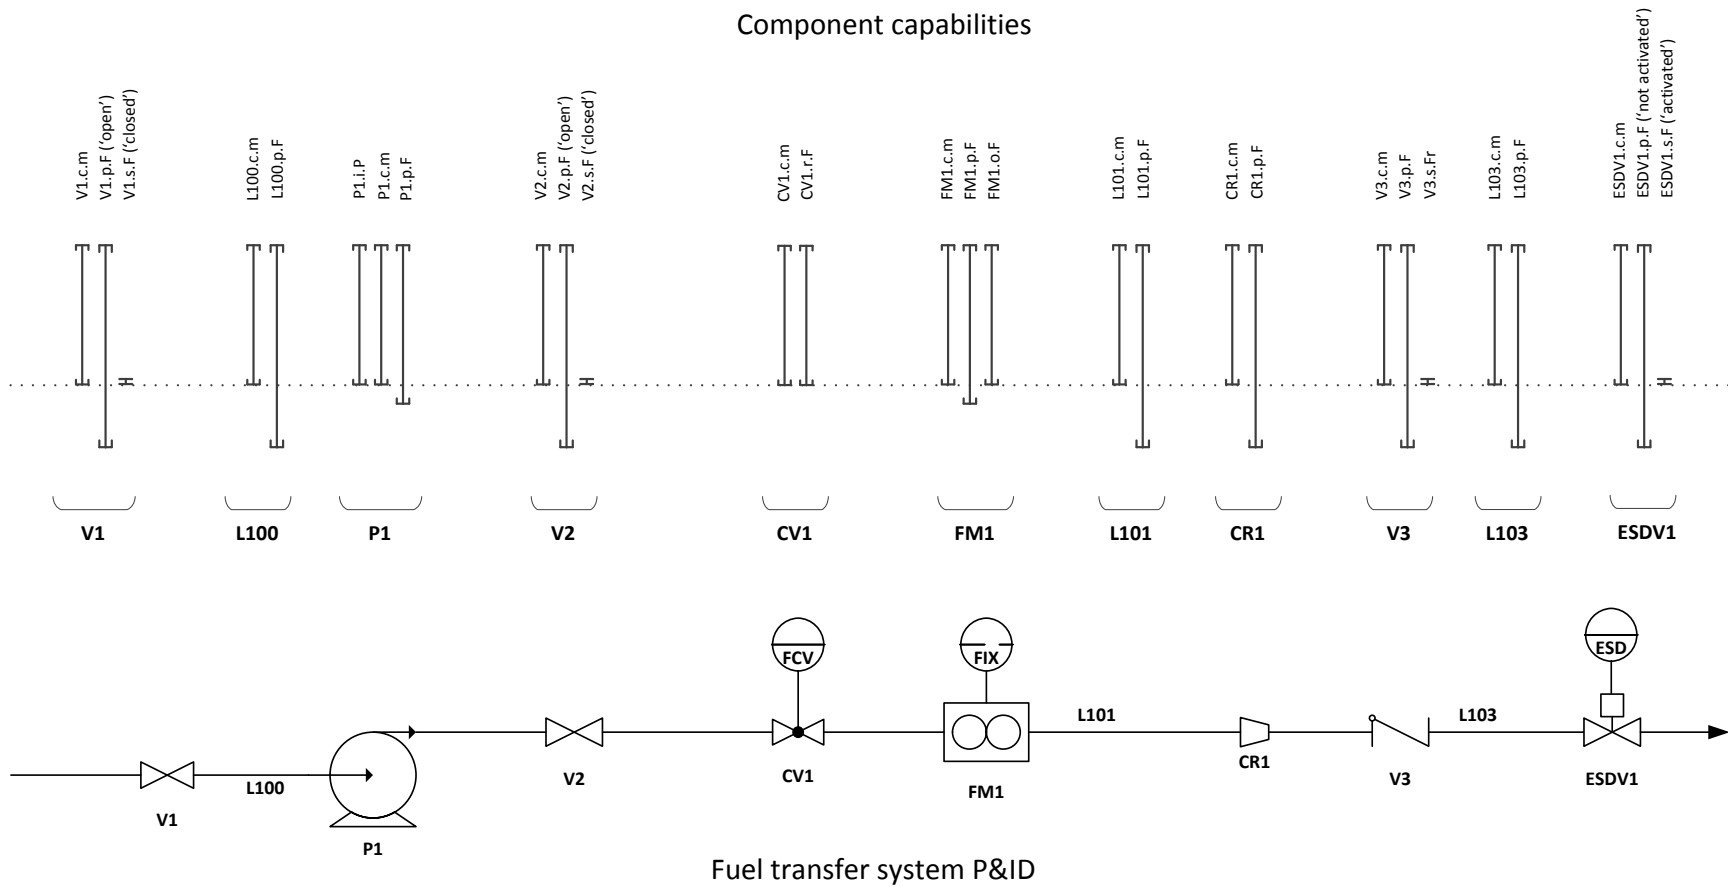 Component capabilities
V1.c.m
V1.p.F (‘open’)
V1.s.F (‘closed’)
L100.c.m
L100.p.F
P1.i.P
P1.c.m
P1.p.F
V2.c.m
V2.p.F (‘open’)
V2.s.F (‘closed’)
CV1.c.m
CV1.r.F
FM1.c.m
FM1.p.F
FM1.o.F
L101.c.m
L101.p.F
CR1.c.m
CR1.p.F
V3.c.m
V3.p.F
V3.s.Fr
L103.c.m
L103.p.F
ESDV1.c.m
ESDV1.p.F (‘not activated’)
ESDV1.s.F (‘activated’)
V1
L100
P1
V2
CV1
FM1
L101
CR1
V3
L103
ESDV1
FCV
FIX
ESD
L101
L103
L100
V1
P1
V2
CV1
FM1
CR1
V3
ESDV1
Fuel transfer system P&ID